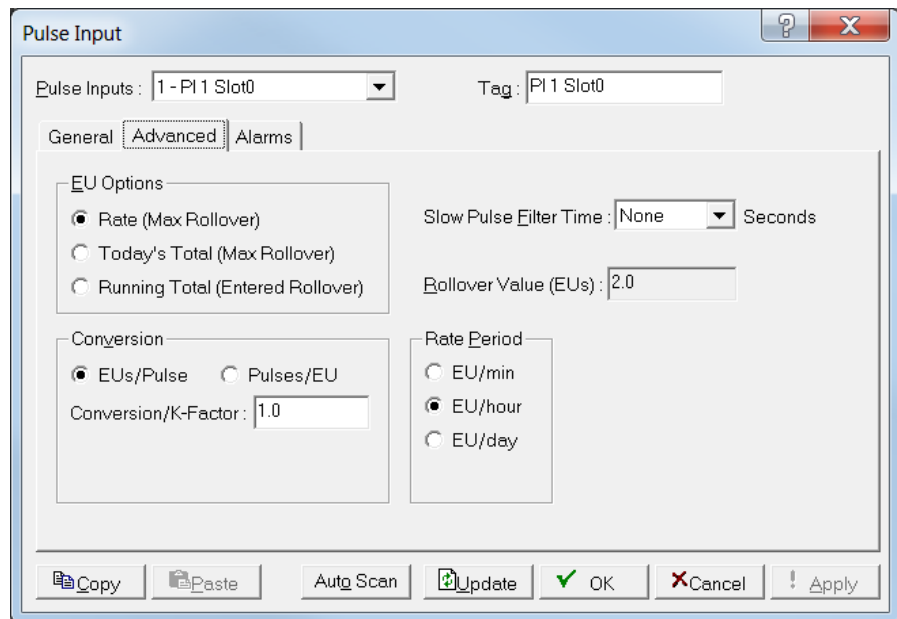 Pulse Input
Pulse Inputs : 1 - PI 1 Slot0 Tag : PI 1 Slot0
General Advanced Alarms
EU Options
Rate (Max Rollover)
Today's Total (Max Rollover)
Running Total (Entered Rollover)
Slow Pulse Filter Time : None Seconds
Rollover Value (EUs) : 2.0
Conversion
EUs/Pulse Pulses/EU
Conversion/K-Factor : 1.0
Rate Period
EU/min
EU/hour
EU/day
Copy Paste Auto Scan Update OK Cancel ! Apply